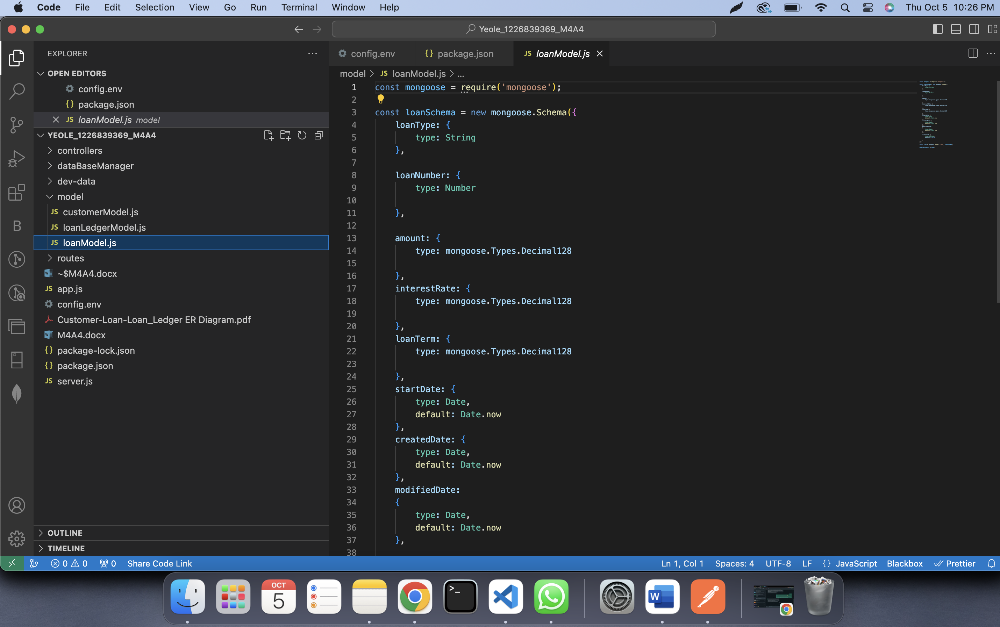 Code File Edit Selection View Go Run Terminal Window Help Thu Oct 5 10:26 PM
Yeole_1226839369_M4A4
EXPLORER
OPEN EDITORS
config.env
package.json
JS loanModel.js model
YEOLE_1226839369_M4A4
controllers
dataBaseManager
dev-data
model
JS customerModel.js
JS loanLedgerModel.js
JS loanModel.js
routes
~$M4A4.docx
JS app.js
config.env
Customer-Loan-Loan_Ledger ER Diagram.pdf
M4A4.docx
{} package-lock.json
{} package.json
JS server.js
OUTLINE
TIMELINE
config.env {} package.json JS loanModel.js
model > JS loanModel.js > ...
1 const mongoose = require('mongoose');
2
3 const loanSchema = new mongoose.Schema({
4 loanType: {
5 type: String
6 },
7
8 loanNumber: {
9 type: Number
10
11 },
12
13 amount: {
14 type: mongoose.Types.Decimal128
15
16 },
17 interestRate: {
18 type: mongoose.Types.Decimal128
19
20 },
21 loanTerm: {
22 type: mongoose.Types.Decimal128
23
24 },
25 startDate: {
26 type: Date,
27 default: Date.now
28 },
29 createdDate: {
30 type: Date,
31 default: Date.now
32 },
33 modifiedDate:
34 {
35 type: Date,
36 default: Date.now
37 },
38
0 0 0 Share Code Link Ln 1, Col 1 Spaces: 4 UTF-8 LF {} JavaScript Blackbox Prettier
OCT
5
W